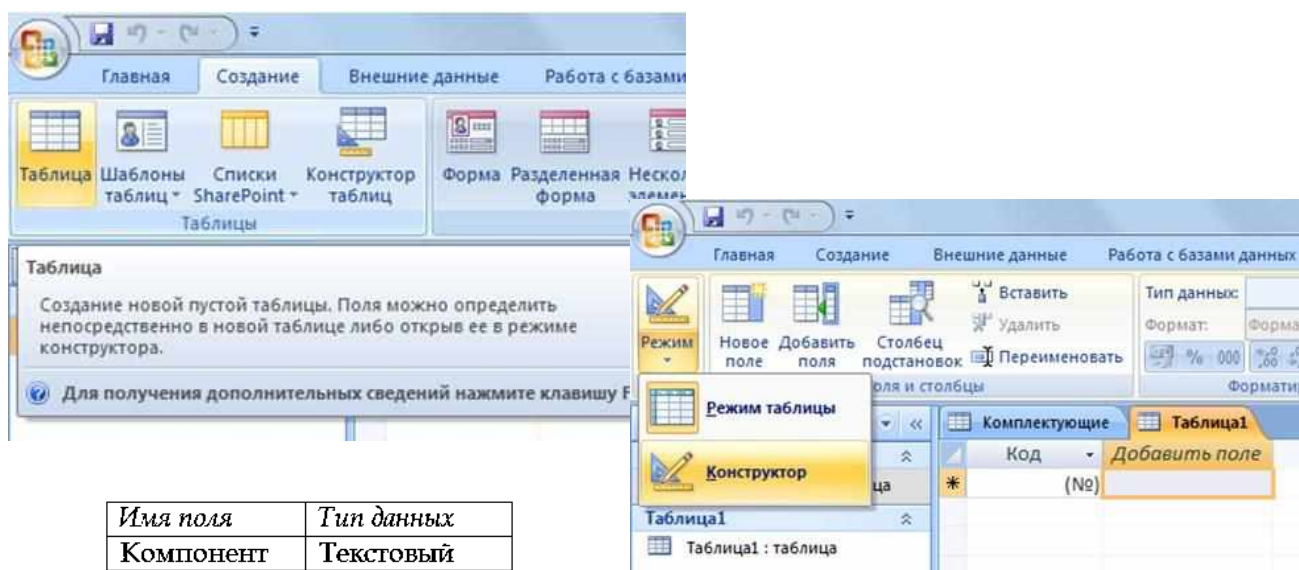 Главная Создание Внешние данные Работа с базами
Таблица Шаблоны таблиц Списки SharePoint Конструктор таблиц Форма Разделенная форма
Таблицы
Таблица
Создание новой пустой таблицы. Поля можно определить
непосредственно в новой таблице либо открыв ее в режиме
конструктора.
Для получения дополнительных сведений нажмите клавишу F
Имя поля Тип данных
Компонент Текстовый
Главная Создание Внешние данные Работа с базами данных
Режим Новое поле Добавить поля Столбец подстановок
Вставить
Удалить
Переименовать
Тип данных:
Формат: Форма
% 000
Режим таблицы
Конструктор
Комплектующие Таблица1
Код Добавить поле
(№)
Таблица1
Таблица1 : таблица